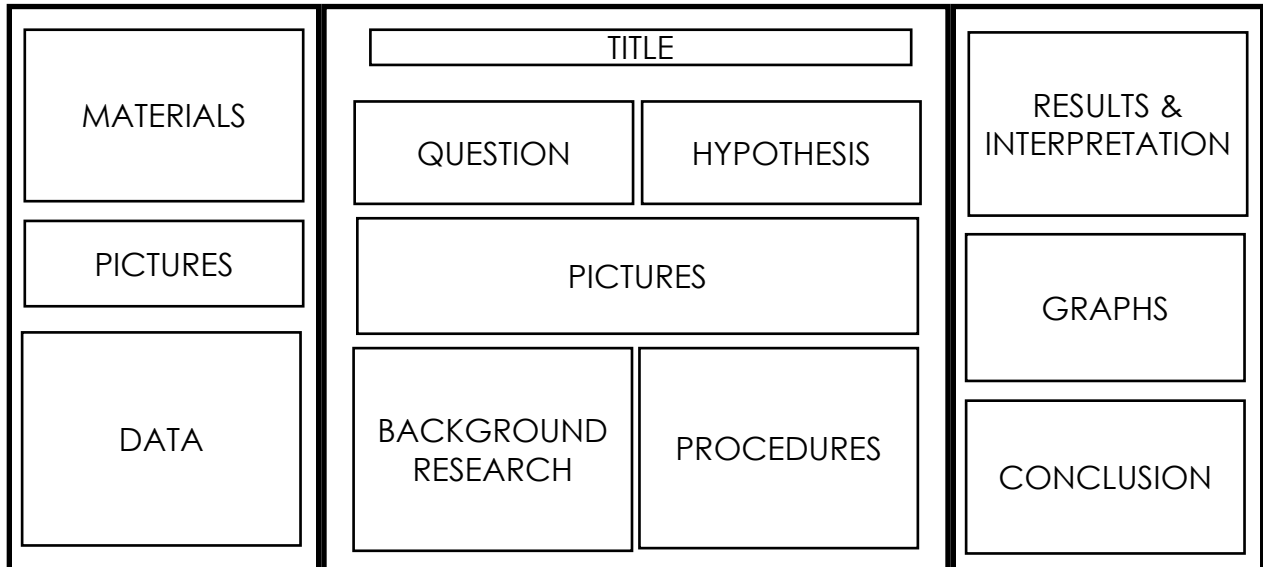 MATERIALS
PICTURES
DATA
TITLE
QUESTION
HYPOTHESIS
PICTURES
BACKGROUND
RESEARCH
PROCEDURES
RESULTS &
INTERPRETATION
GRAPHS
CONCLUSION